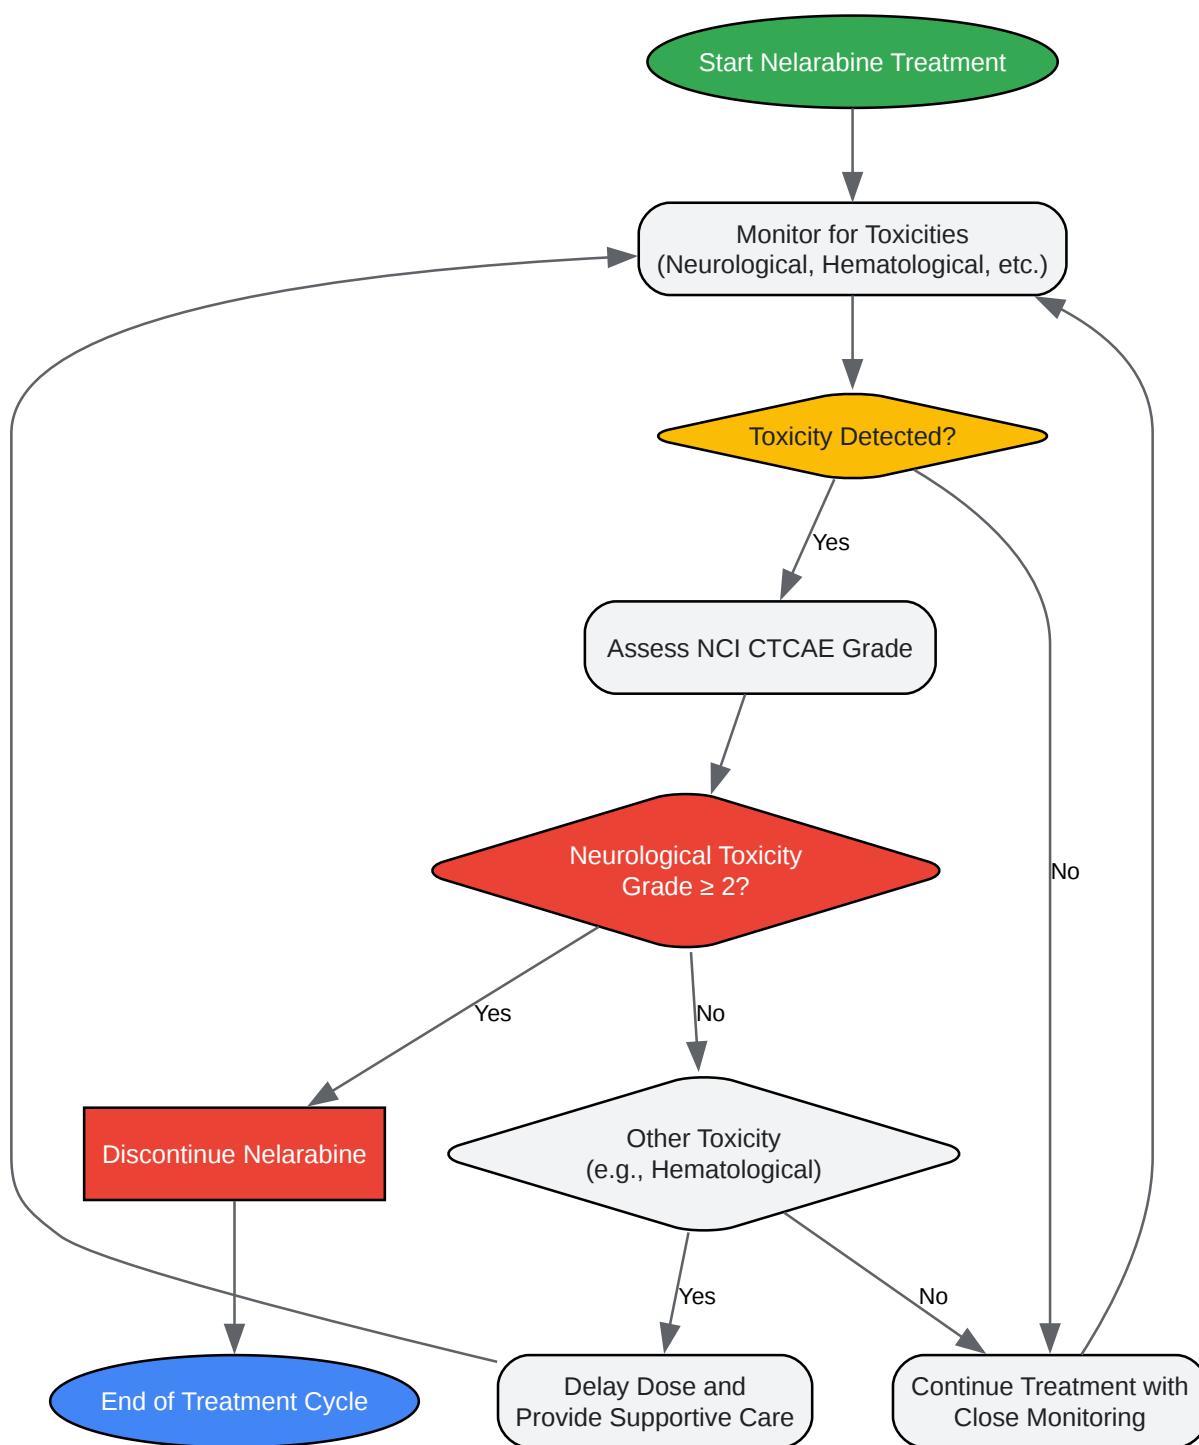 Start Nelarabine Treatment
Monitor for Toxicities
(Neurological, Hematological, etc.)
Toxicity Detected?
Yes
Assess NCI CTCAE Grade
Neurological Toxicity
Grade ≥ 2?
No
Yes
No
Discontinue Nelarabine
Other Toxicity
(e.g., Hematological)
Yes
No
End of Treatment Cycle
Delay Dose and
Provide Supportive Care
Continue Treatment with
Close Monitoring